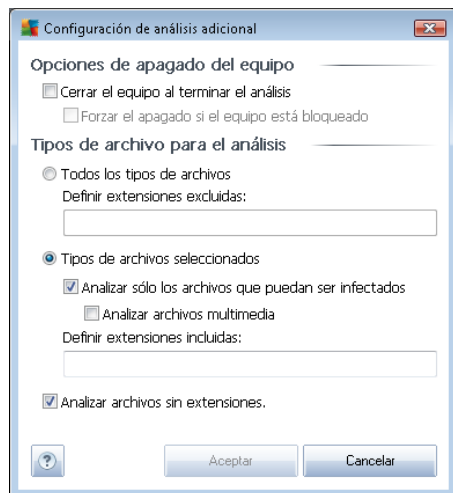 Configuración de análisis adicional
Opciones de apagado del equipo
Cerrar el equipo al terminar el análisis
Forzar el apagado si el equipo está bloqueado
Tipos de archivo para el análisis
Todos los tipos de archivos
Definir extensiones excluidas:
Tipos de archivos seleccionados
Analizar sólo los archivos que puedan ser infectados
Analizar archivos multimedia
Definir extensiones incluidas:
Analizar archivos sin extensiones.
? Aceptar Cancelar